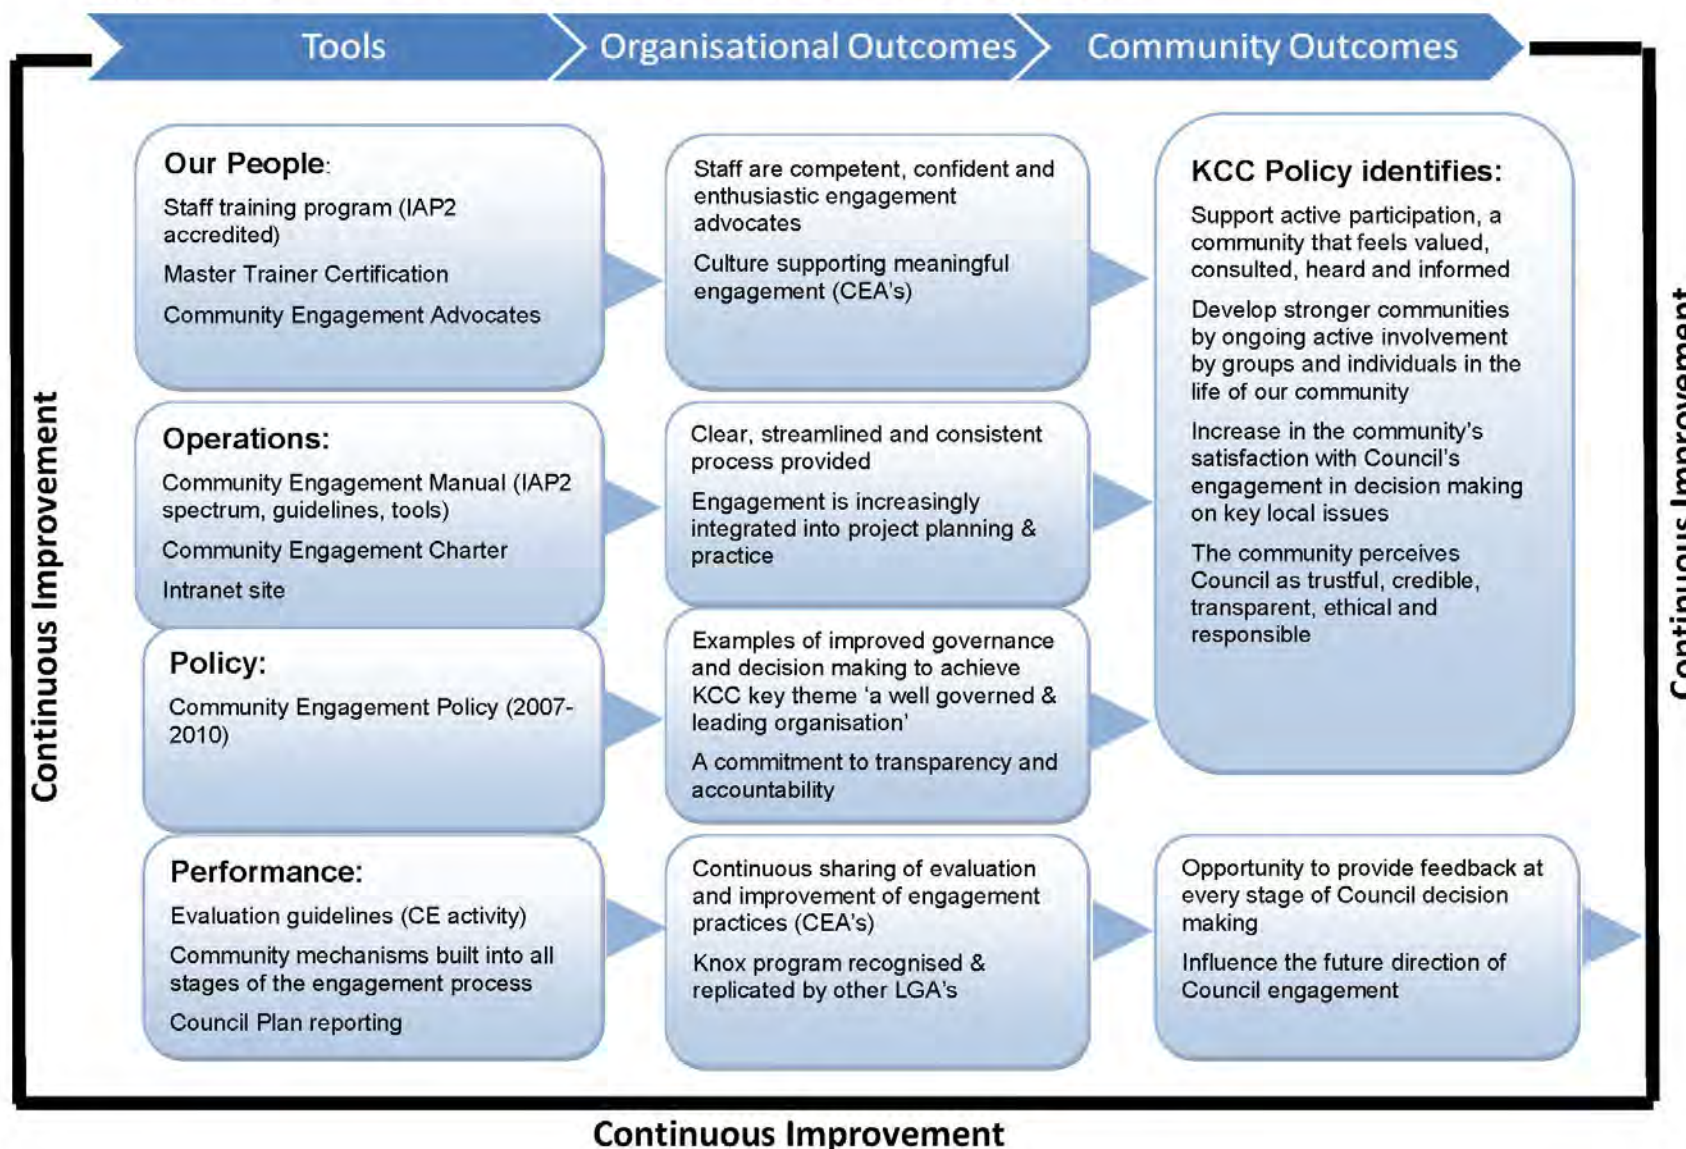 Tools
Organisational Outcomes
Community Outcomes
Our People:
Staff training program (IAP2
accredited)
Master Trainer Certification
Community Engagement Advocates
Staff are competent, confident and
enthusiastic engagement
advocates
Culture supporting meaningful
engagement (CEA's)
KCC Policy identifies:
Support active participation, a
community that feels valued,
consulted, heard and informed
Develop stronger communities
by ongoing active involvement
by groups and individuals in the
life of our community
Increase in the community's
satisfaction with Council's
engagement in decision making
on key local issues
The community perceives
Council as trustful, credible,
transparent, ethical and
responsible
Operations:
Community Engagement Manual (IAP2
spectrum, guidelines, tools)
Community Engagement Charter
Intranet site
Clear, streamlined and consistent
process provided
Engagement is increasingly
integrated into project planning &
practice
Policy:
Community Engagement Policy (2007-
2010)
Examples of improved governance
and decision making to achieve
KCC key theme ‘a well governed &
leading organisation’
A commitment to transparency and
accountability
Performance:
Evaluation guidelines (CE activity)
Community mechanisms built into all
stages of the engagement process
Council Plan reporting
Continuous sharing of evaluation
and improvement of engagement
practices (CEA's)
Knox program recognised &
replicated by other LGA's
Opportunity to provide feedback at
every stage of Council decision
making
Influence the future direction of
Council engagement
Continuous Improvement
Continuous Improvement
Continuous Improvement